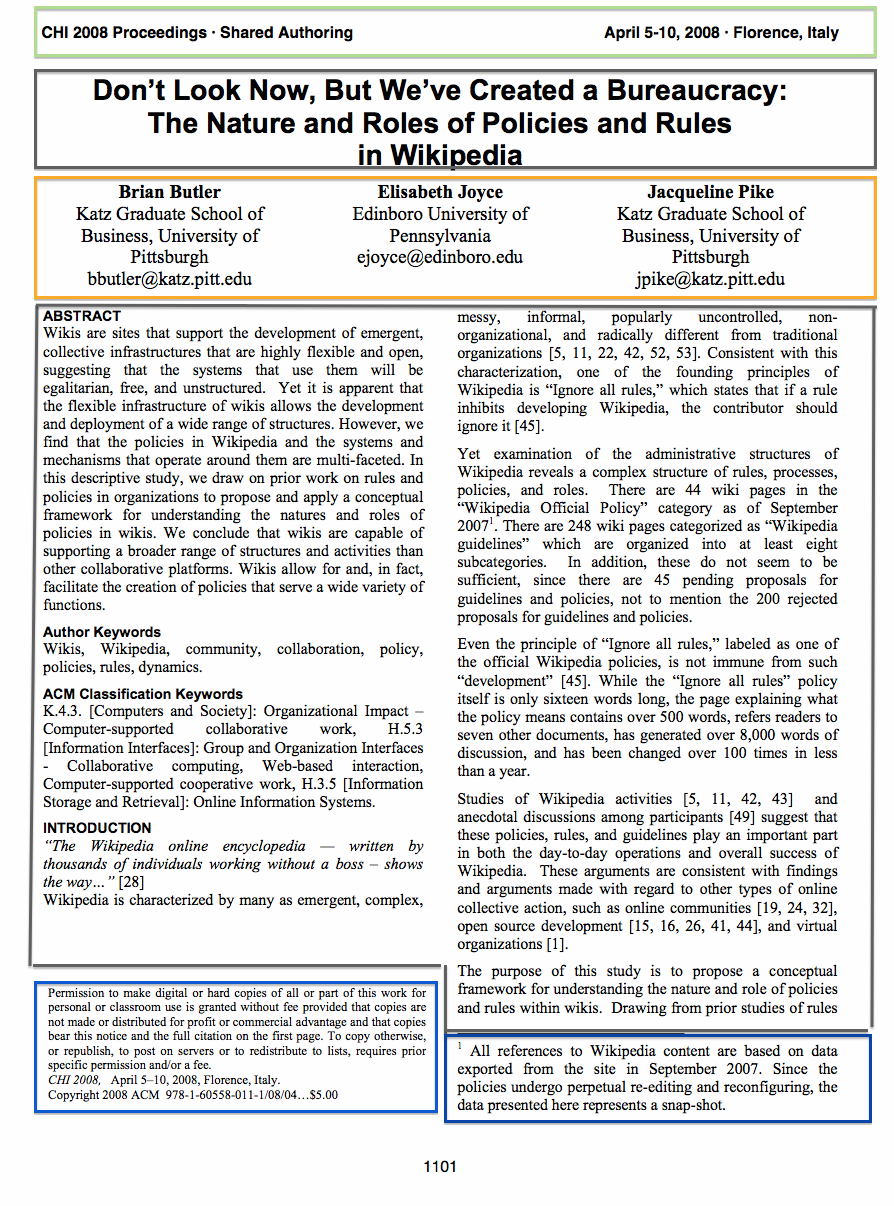 CHI 2008 Proceedings · Shared Authoring
April 5-10, 2008 · Florence, Italy
Don't Look Now, But We've Created a Bureaucracy:
The Nature and Roles of Policies and Rules
in Wikipedia
Brian Butler
Katz Graduate School of
Business, University of
Pittsburgh
bbutler@katz.pitt.edu
Elisabeth Joyce
Edinboro University of
Pennsylvania
ejoyce@edinboro.edu
Jacqueline Pike
Katz Graduate School of
Business, University of
Pittsburgh
jpike@katz.pitt.edu
ABSTRACT
Wikis are sites that support the development of emergent,
collective infrastructures that are highly flexible and open,
suggesting that the systems that use them will be
egalitarian, free, and unstructured. Yet it is apparent that
the flexible infrastructure of wikis allows the development
and deployment of a wide range of structures. However, we
find that the policies in Wikipedia and the systems and
mechanisms that operate around them are multi-faceted. In
this descriptive study, we draw on prior work on rules and
policies in organizations to propose and apply a conceptual
framework for understanding the natures and roles of
policies in wikis. We conclude that wikis are capable of
supporting a broader range of structures and activities than
other collaborative platforms. Wikis allow for and, in fact,
facilitate the creation of policies that serve a wide variety of
functions.
Author Keywords
Wikis, Wikipedia, community, collaboration, policy,
policies, rules, dynamics.
ACM Classification Keywords
K.4.3. [Computers and Society]: Organizational Impact –
Computer-supported collaborative work, H.5.3
[Information Interfaces]: Group and Organization Interfaces
- Collaborative computing, Web-based interaction,
Computer-supported cooperative work, H.3.5 [Information
Storage and Retrieval]: Online Information Systems.
INTRODUCTION
"The Wikipedia online encyclopedia — written by
thousands of individuals working without a boss – shows
the way…" [28]
Wikipedia is characterized by many as emergent, complex,
Permission to make digital or hard copies of all or part of this work for
personal or classroom use is granted without fee provided that copies are
not made or distributed for profit or commercial advantage and that copies
bear this notice and the full citation on the first page. To copy otherwise,
or republish, to post on servers or to redistribute to lists, requires prior
specific permission and/or a fee.
CHI 2008, April 5–10, 2008, Florence, Italy.
Copyright 2008 ACM 978-1-60558-011-1/08/04…$5.00
messy, informal, popularly uncontrolled, non-
organizational, and radically different from traditional
organizations [5, 11, 22, 42, 52, 53]. Consistent with this
characterization, one of the founding principles of
Wikipedia is "Ignore all rules," which states that if a rule
inhibits developing Wikipedia, the contributor should
ignore it [45].
Yet examination of the administrative structures of
Wikipedia reveals a complex structure of rules, processes,
policies, and roles. There are 44 wiki pages in the
"Wikipedia Official Policy" category as of September
2007¹. There are 248 wiki pages categorized as "Wikipedia
guidelines" which are organized into at least eight
subcategories. In addition, these do not seem to be
sufficient, since there are 45 pending proposals for
guidelines and policies, not to mention the 200 rejected
proposals for guidelines and policies.
Even the principle of "Ignore all rules," labeled as one of
the official Wikipedia policies, is not immune from such
"development" [45]. While the "Ignore all rules" policy
itself is only sixteen words long, the page explaining what
the policy means contains over 500 words, refers readers to
seven other documents, has generated over 8,000 words of
discussion, and has been changed over 100 times in less
than a year.
Studies of Wikipedia activities [5, 11, 42, 43] and
anecdotal discussions among participants [49] suggest that
these policies, rules, and guidelines play an important part
in both the day-to-day operations and overall success of
Wikipedia. These arguments are consistent with findings
and arguments made with regard to other types of online
collective action, such as online communities [19, 24, 32],
open source development [15, 16, 26, 41, 44], and virtual
organizations [1].
The purpose of this study is to propose a conceptual
framework for understanding the nature and role of policies
and rules within wikis. Drawing from prior studies of rules
¹ All references to Wikipedia content are based on data
exported from the site in September 2007. Since the
policies undergo perpetual re-editing and reconfiguring, the
data presented here represents a snap-shot.
1101